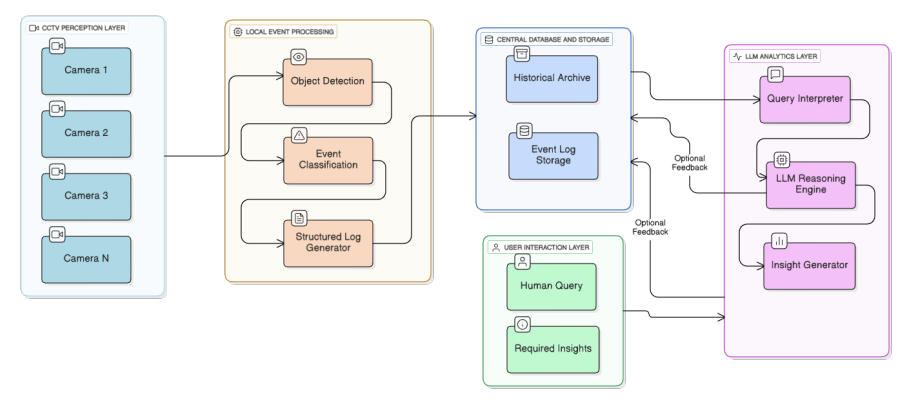 CCTV PERCEPTION LAYER
Camera 1
Camera 2
Camera 3
Camera N
LOCAL EVENT PROCESSING
Object Detection
Event
Classification
Structured Log
Generator
CENTRAL DATABASE AND STORAGE
Historical Archive
Event Log
Storage
Optional
Feedback
Optional
Feedback
USER INTERACTION LAYER
Human Query
Required Insights
LLM ANALYTICS LAYER
Query Interpreter
LLM Reasoning
Engine
Insight Generator